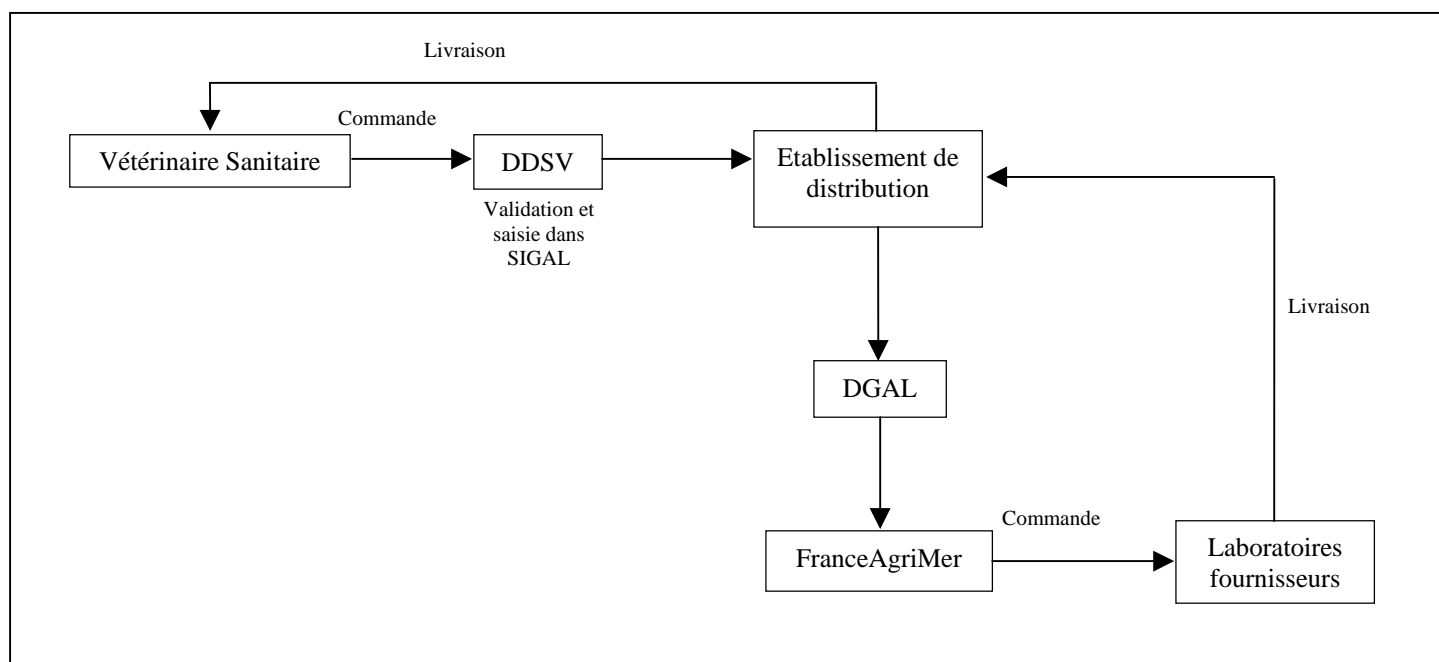 Livraison
Commande
Vétérinaire Sanitaire
DDSV
Etablissement de
distribution
Validation et
saisie dans
SIGAL
Livraison
DGAL
Commande
FranceAgriMer
Laboratoires
fournisseurs